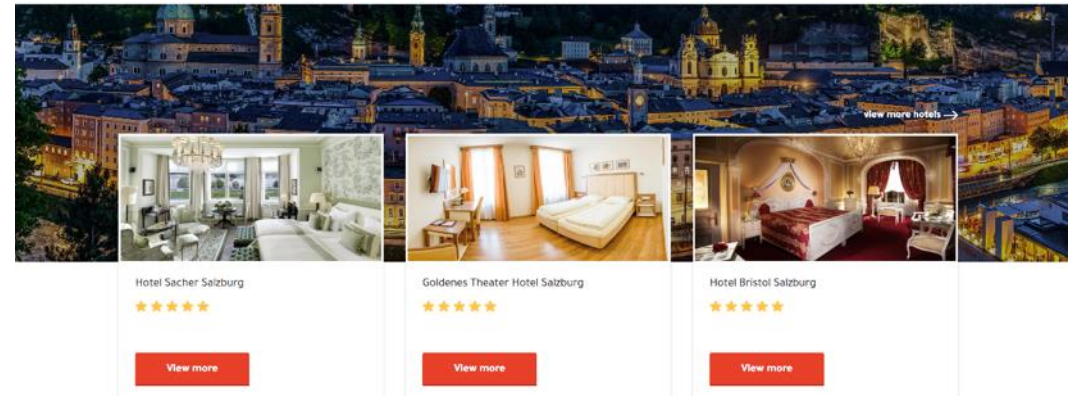 view more hotels
Hotel Sacher Salzburg
Goldenes Theater Hotel Salzburg
Hotel Bristol Salzburg
View more
View more
View more